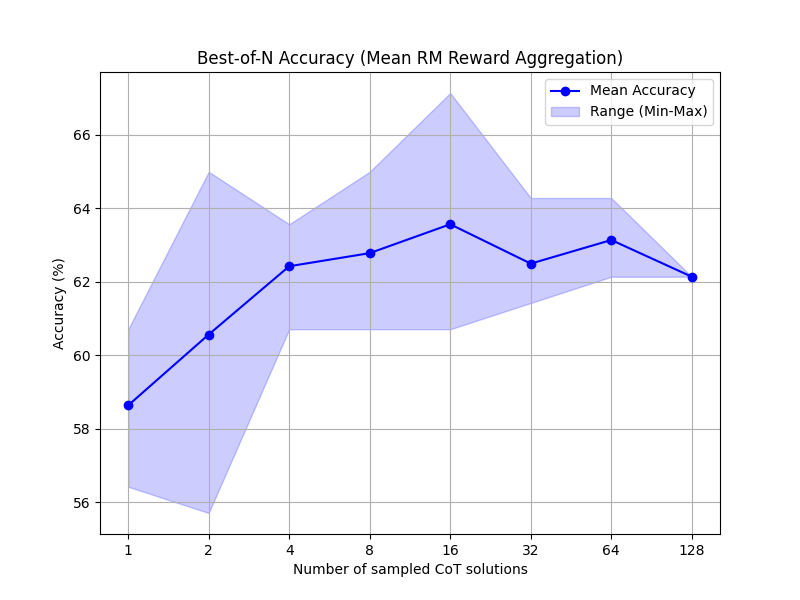 Best-of-N Accuracy (Mean RM Reward Aggregation)
Mean Accuracy
Range (Min-Max)
Accuracy (%)
66
64
62
60
58
56
1 2 4 8 16 32 64 128
Number of sampled CoT solutions